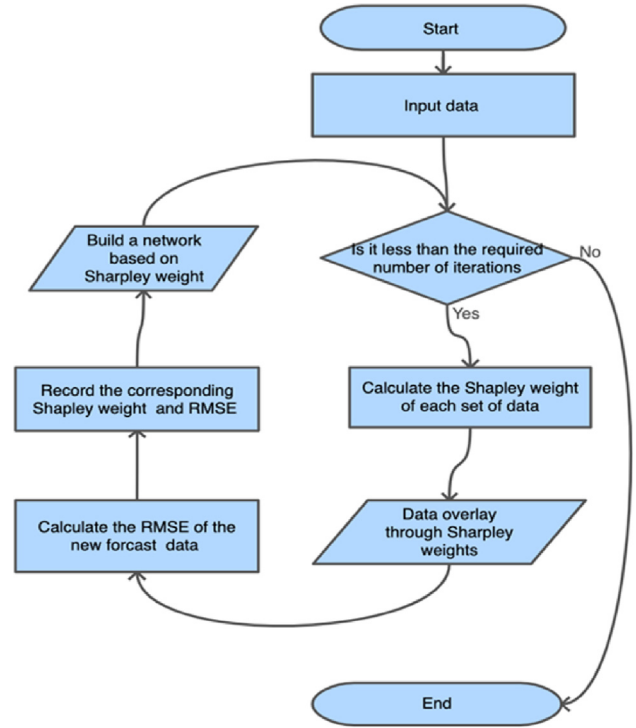 Start
Input data
Is it less than the required
number of iterations
No
Yes
Calculate the Shapley weight
of each set of data
Data overlay
through Sharpley
weights
Calculate the RMSE of the
new forcast data
Record the corresponding
Shapley weight and RMSE
Build a network
based on
Sharpley weight
End